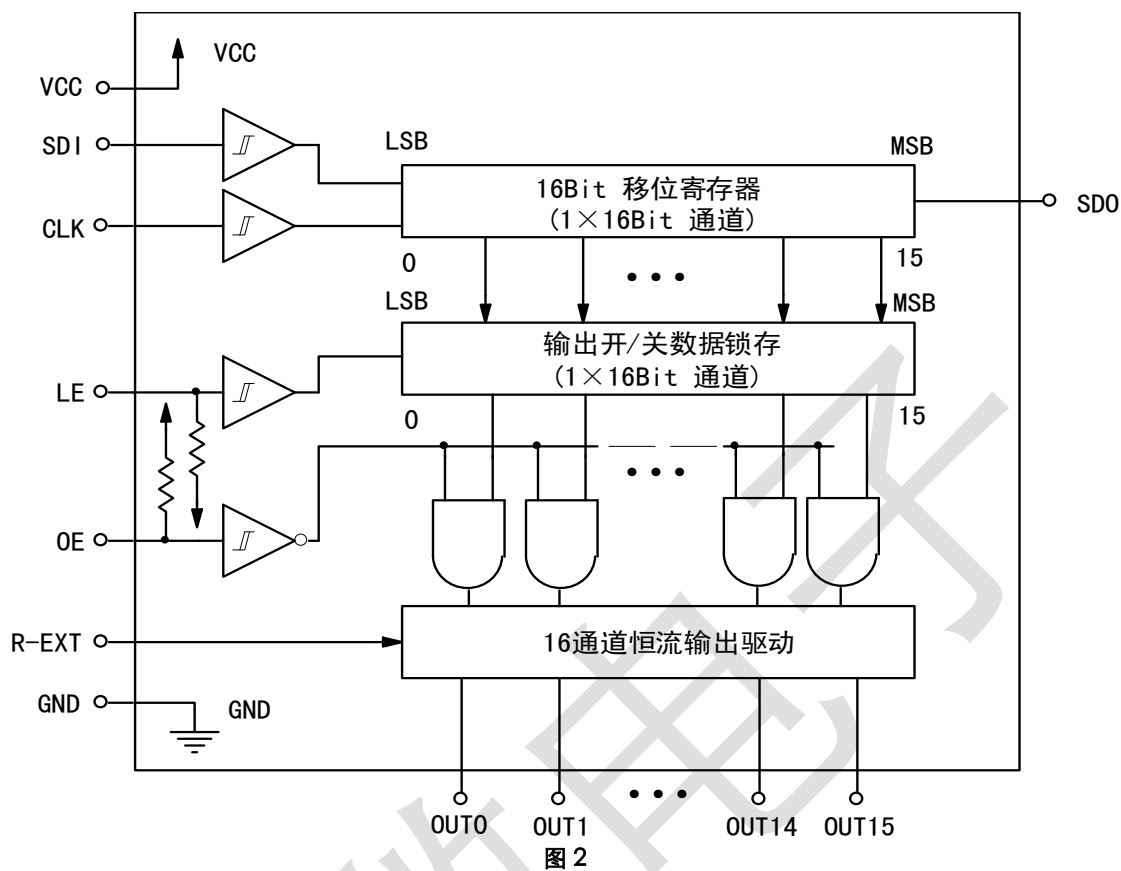 VCC
VCC
SDI
LSB
MSB
16Bit 移位寄存器
(1×16Bit 通道)
SDO
CLK
0
•••
15
LSB
MSB
输出开/关数据锁存
(1×16Bit 通道)
LE
0
15
•••
OE
R-EXT
16通道恒流输出驱动
GND
GND
•••
OUT0
OUT1
OUT14
OUT15
图2
电子